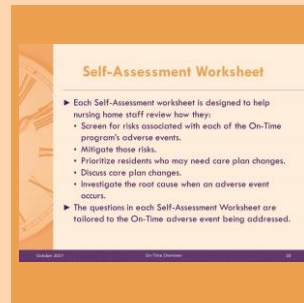 Self-Assessment Worksheet
► Each Self-Assessment worksheet is designed to help
nursing home staff review how they:
• Screen for risks associated with each of the On-Time
program's adverse events.
• Mitigate those risks.
• Prioritize residents who may need care plan changes.
• Discuss care plan changes.
• Investigate the root cause when an adverse event
occurs.
► The questions in each Self-Assessment Worksheet are
tailored to the On-Time adverse event being addressed.
October 2017
On-Time Overview